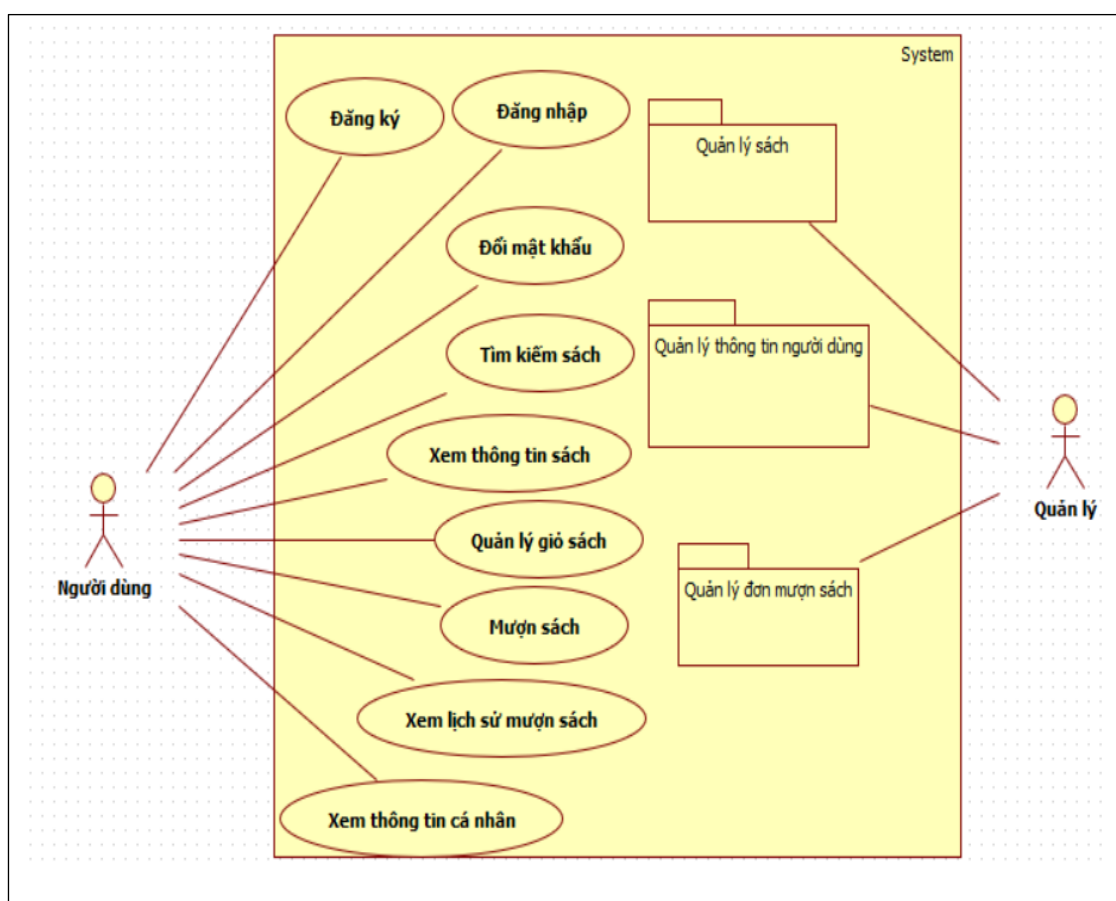 System
Đăng ký
Đăng nhập
Quản lý sách
Đổi mật khẩu
Tìm kiếm sách
Quản lý thông tin người dùng
Xem thông tin sách
Quản lý giỏ sách
Người dùng
Quản lý
Quản lý đơn mượn sách
Mượn sách
Xem lịch sử mượn sách
Xem thông tin cá nhân